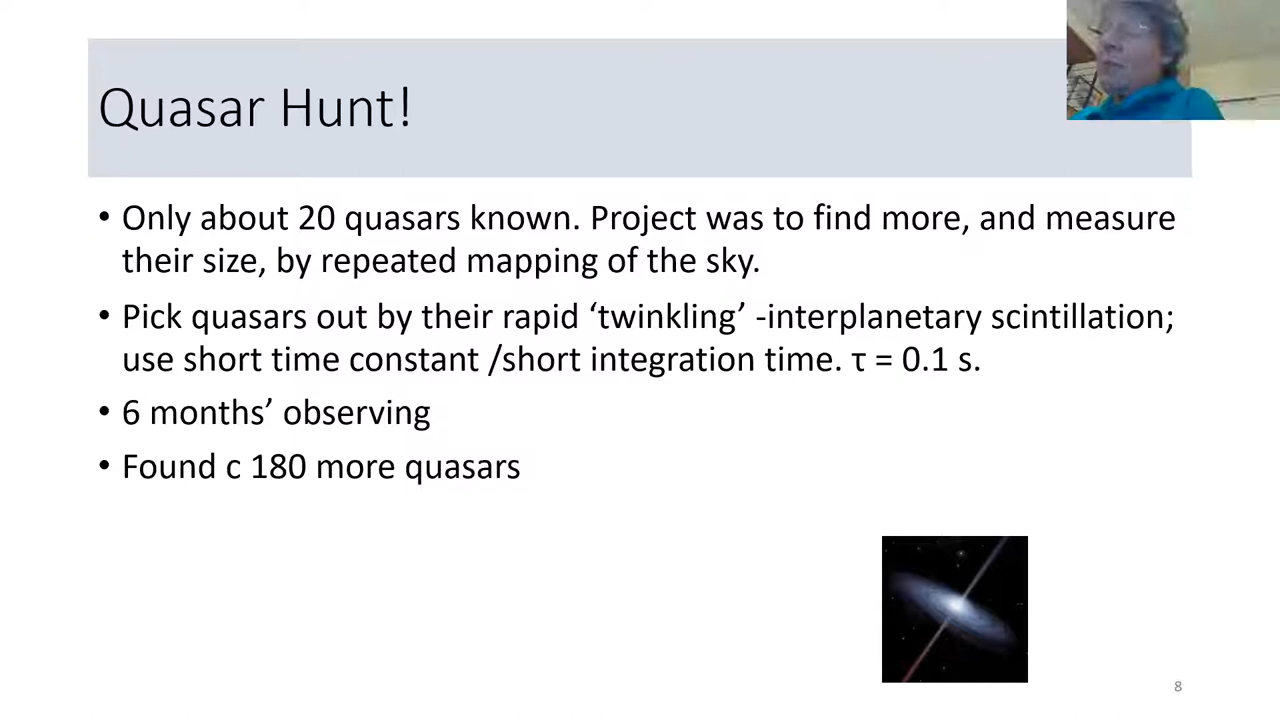 Quasar Hunt!
• Only about 20 quasars known. Project was to find more, and measure
their size, by repeated mapping of the sky.
• Pick quasars out by their rapid ‘twinkling’ -interplanetary scintillation;
use short time constant /short integration time. τ = 0.1 s.
• 6 months’ observing
• Found c 180 more quasars
8